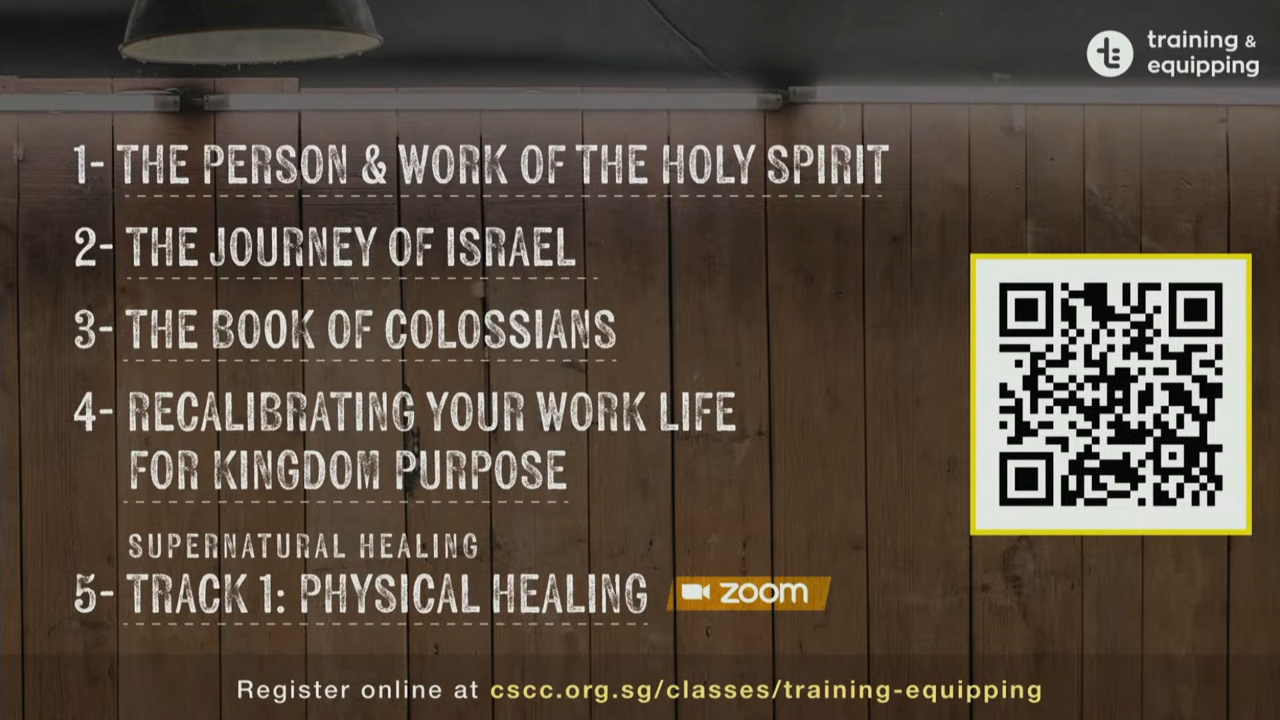 training &
equipping
1- THE PERSON & WORK OF THE HOLY SPIRIT
2- THE JOURNEY OF ISRAEL
3- THE BOOK OF COLOSSIANS
4- RECALIBRATING YOUR WORK LIFE
FOR KINGDOM PURPOSE
SUPERNATURAL HEALING
5- TRACK 1: PHYSICAL HEALING zoom
Register online at cscc.org.sg/classes/training-equipping